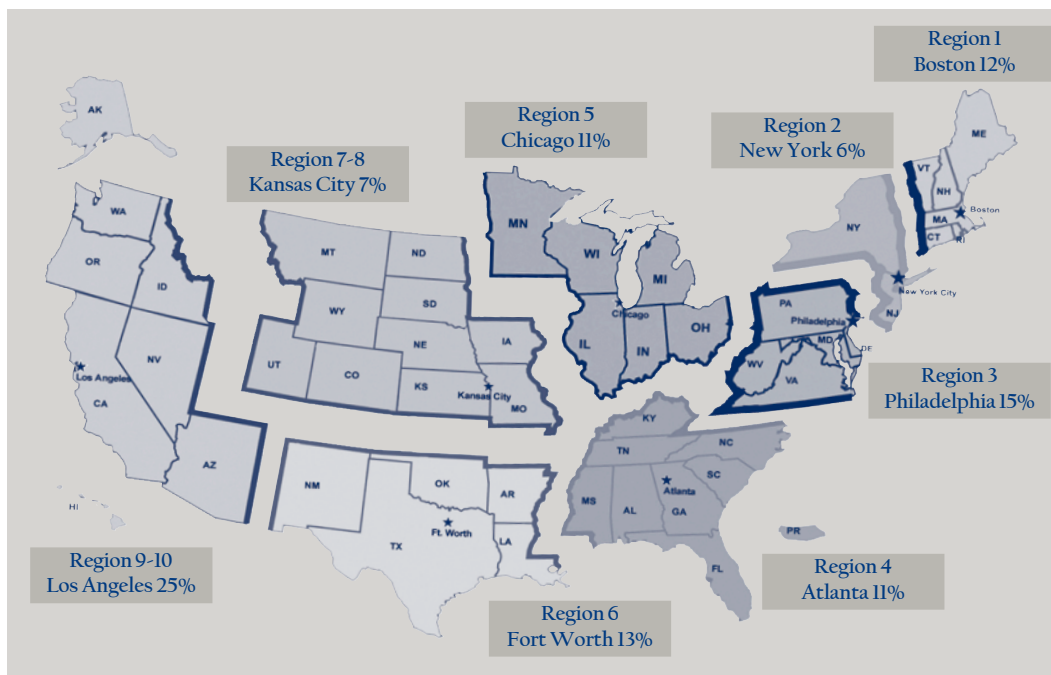 Region 1
Boston 12%
Region 2
New York 6%
Region 5
Chicago 11%
Region 7-8
Kansas City 7%
AK
ME
VT
NH
MA
Boston
CT
RI
NY
New York City
NJ
WA
OR
ID
MT
ND
MN
WI
MI
SD
WY
NE
IA
PA
Philadelphia
MD
DE
WV
VA
Chicago
IL
IN
OH
NV
UT
CO
KS
Kansas City
MO
Los Angeles
CA
AZ
Region 3
Philadelphia 15%
KY
TN
NC
SC
MS
AL
Atlanta
GA
FL
PR
NM
OK
AR
Ft. Worth
TX
LA
HI
Region 9-10
Los Angeles 25%
Region 4
Atlanta 11%
Region 6
Fort Worth 13%